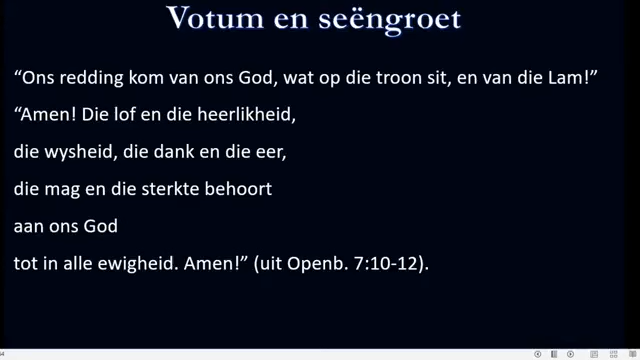 Votum en seëngroet
“Ons redding kom van ons God, wat op die troon sit, en van die Lam!”
“Amen! Die lof en die heerlikheid,
die wysheid, die dank en die eer,
die mag en die sterkte behoort
aan ons God
tot in alle ewigheid. Amen!” (uit Openb. 7:10-12).